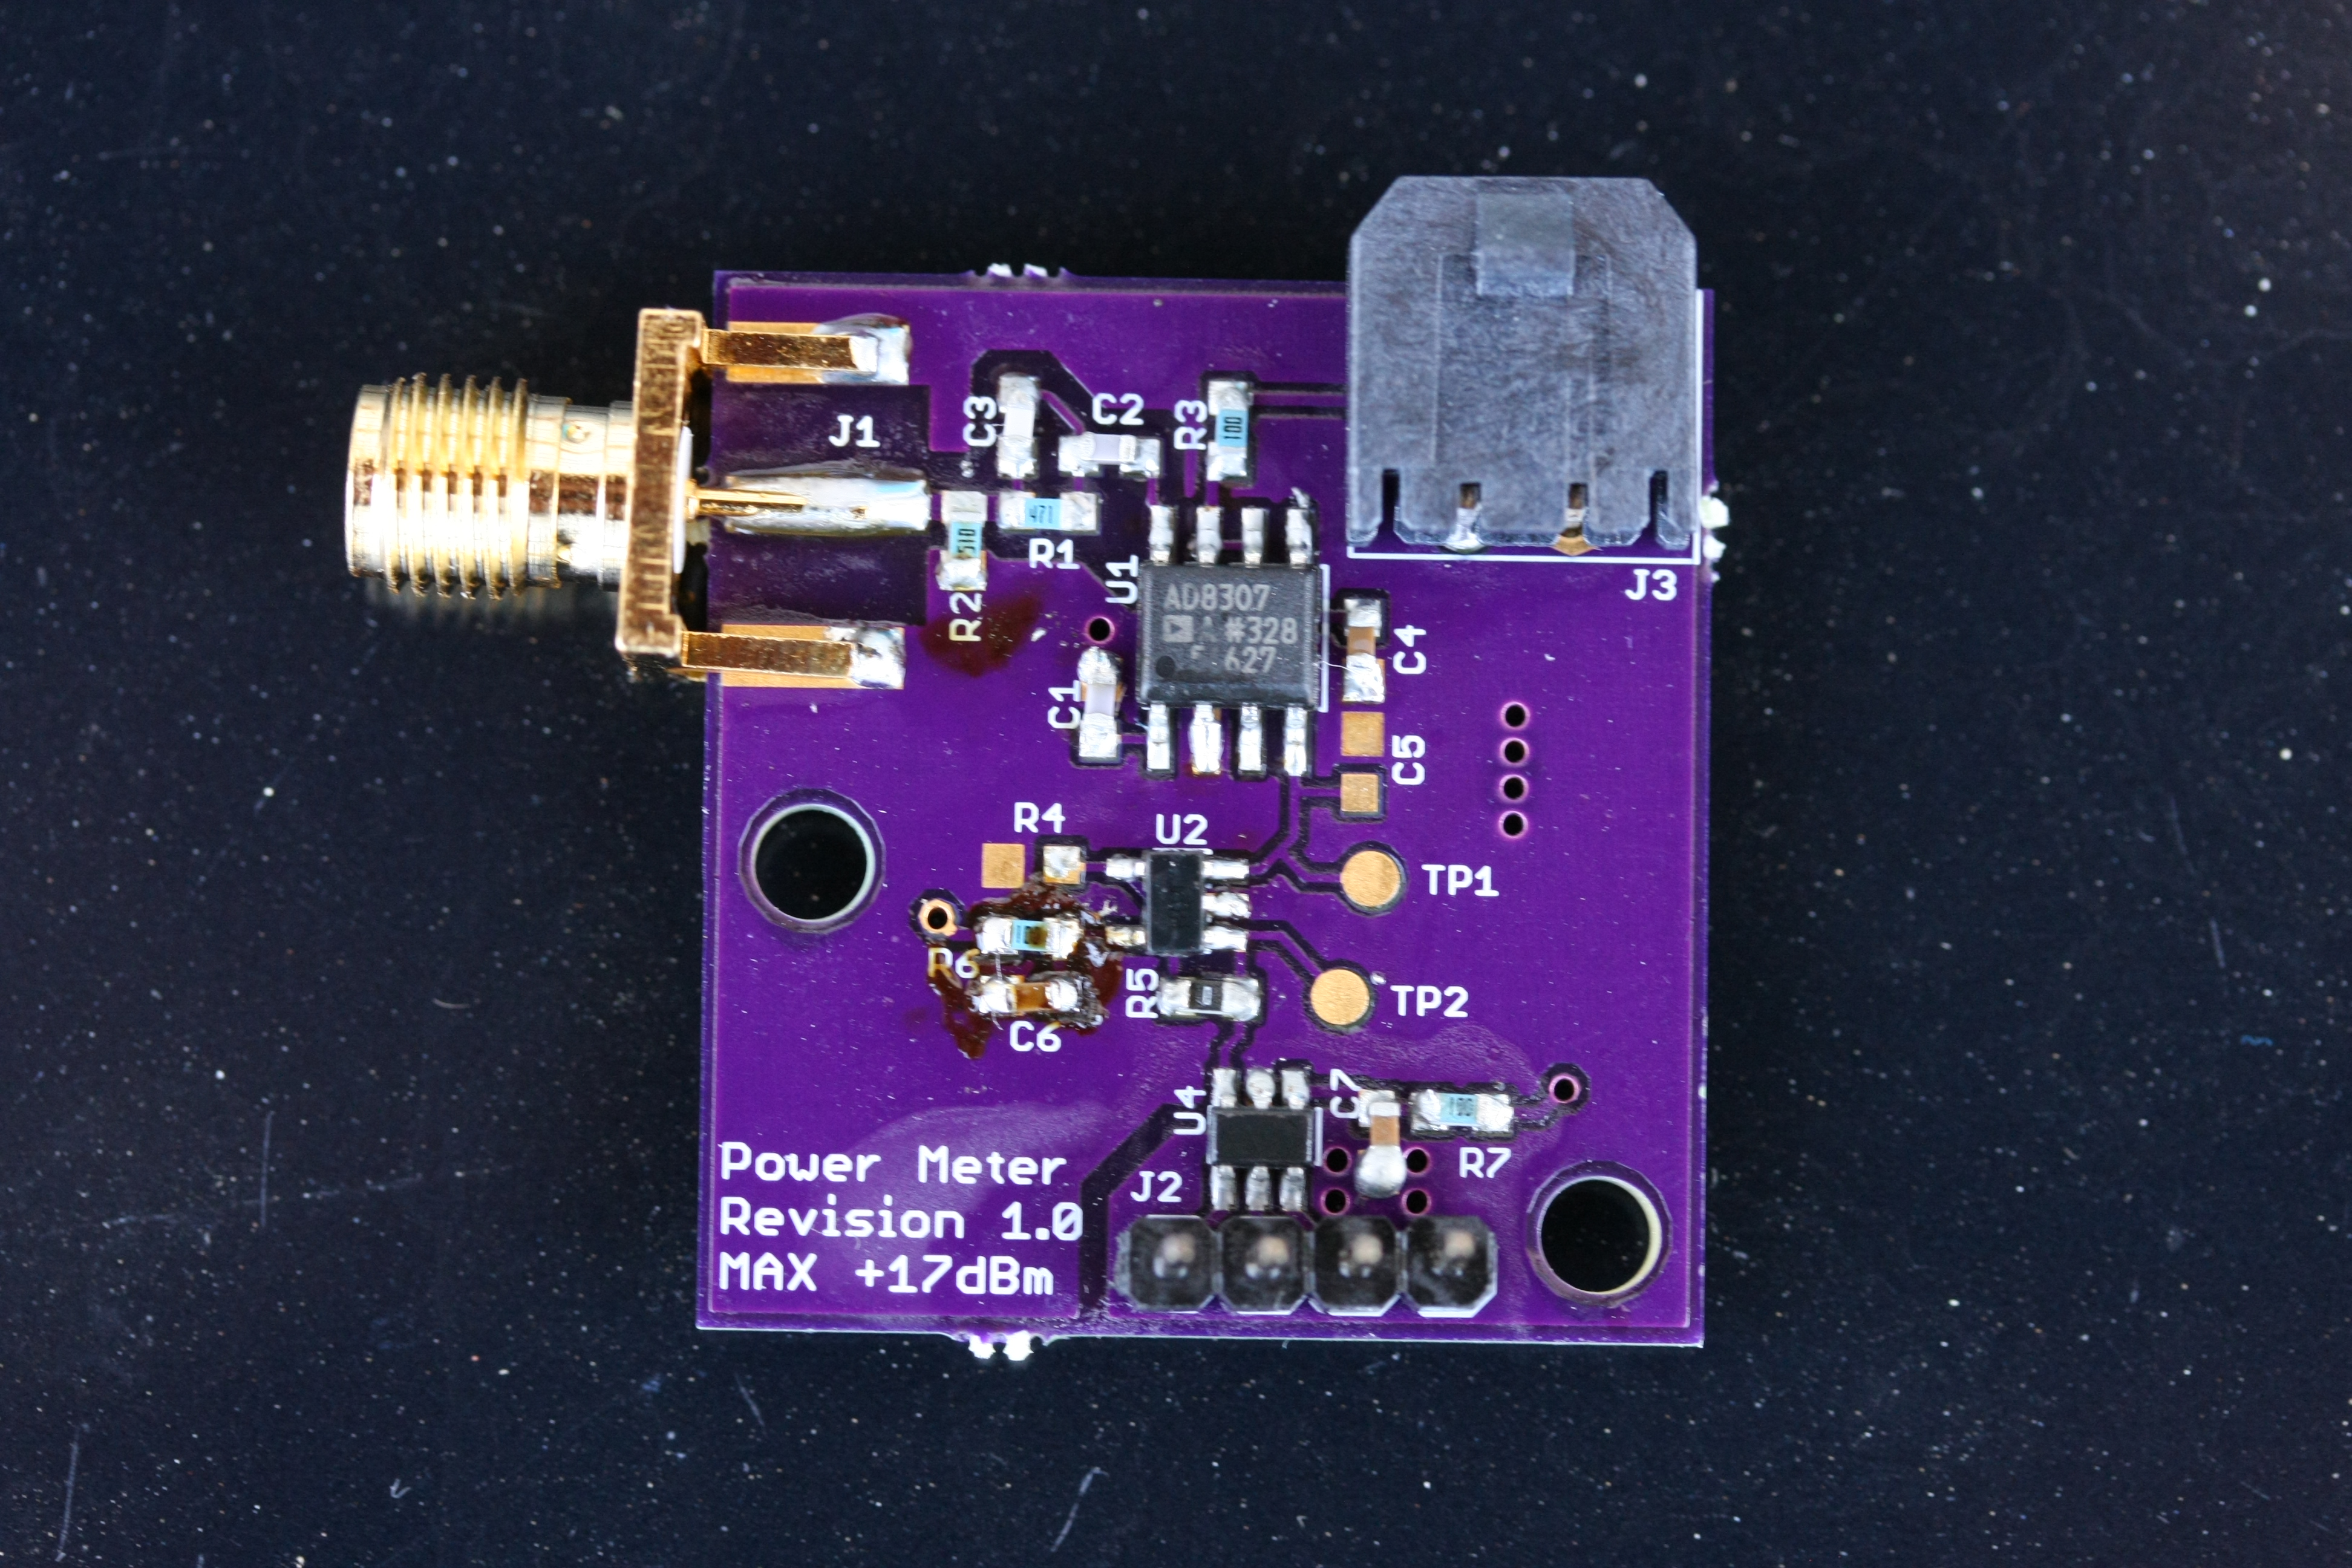 J1
C3
C2
R3
100
471
510
R1
R2
U1
AD8307
A #328
F 627
J3
C4
C1
C5
R4
U2
TP1
R6
R5
TP2
C6
C7
U4
100
R7
J2
Power Meter
Revision 1.0
MAX +17dBm